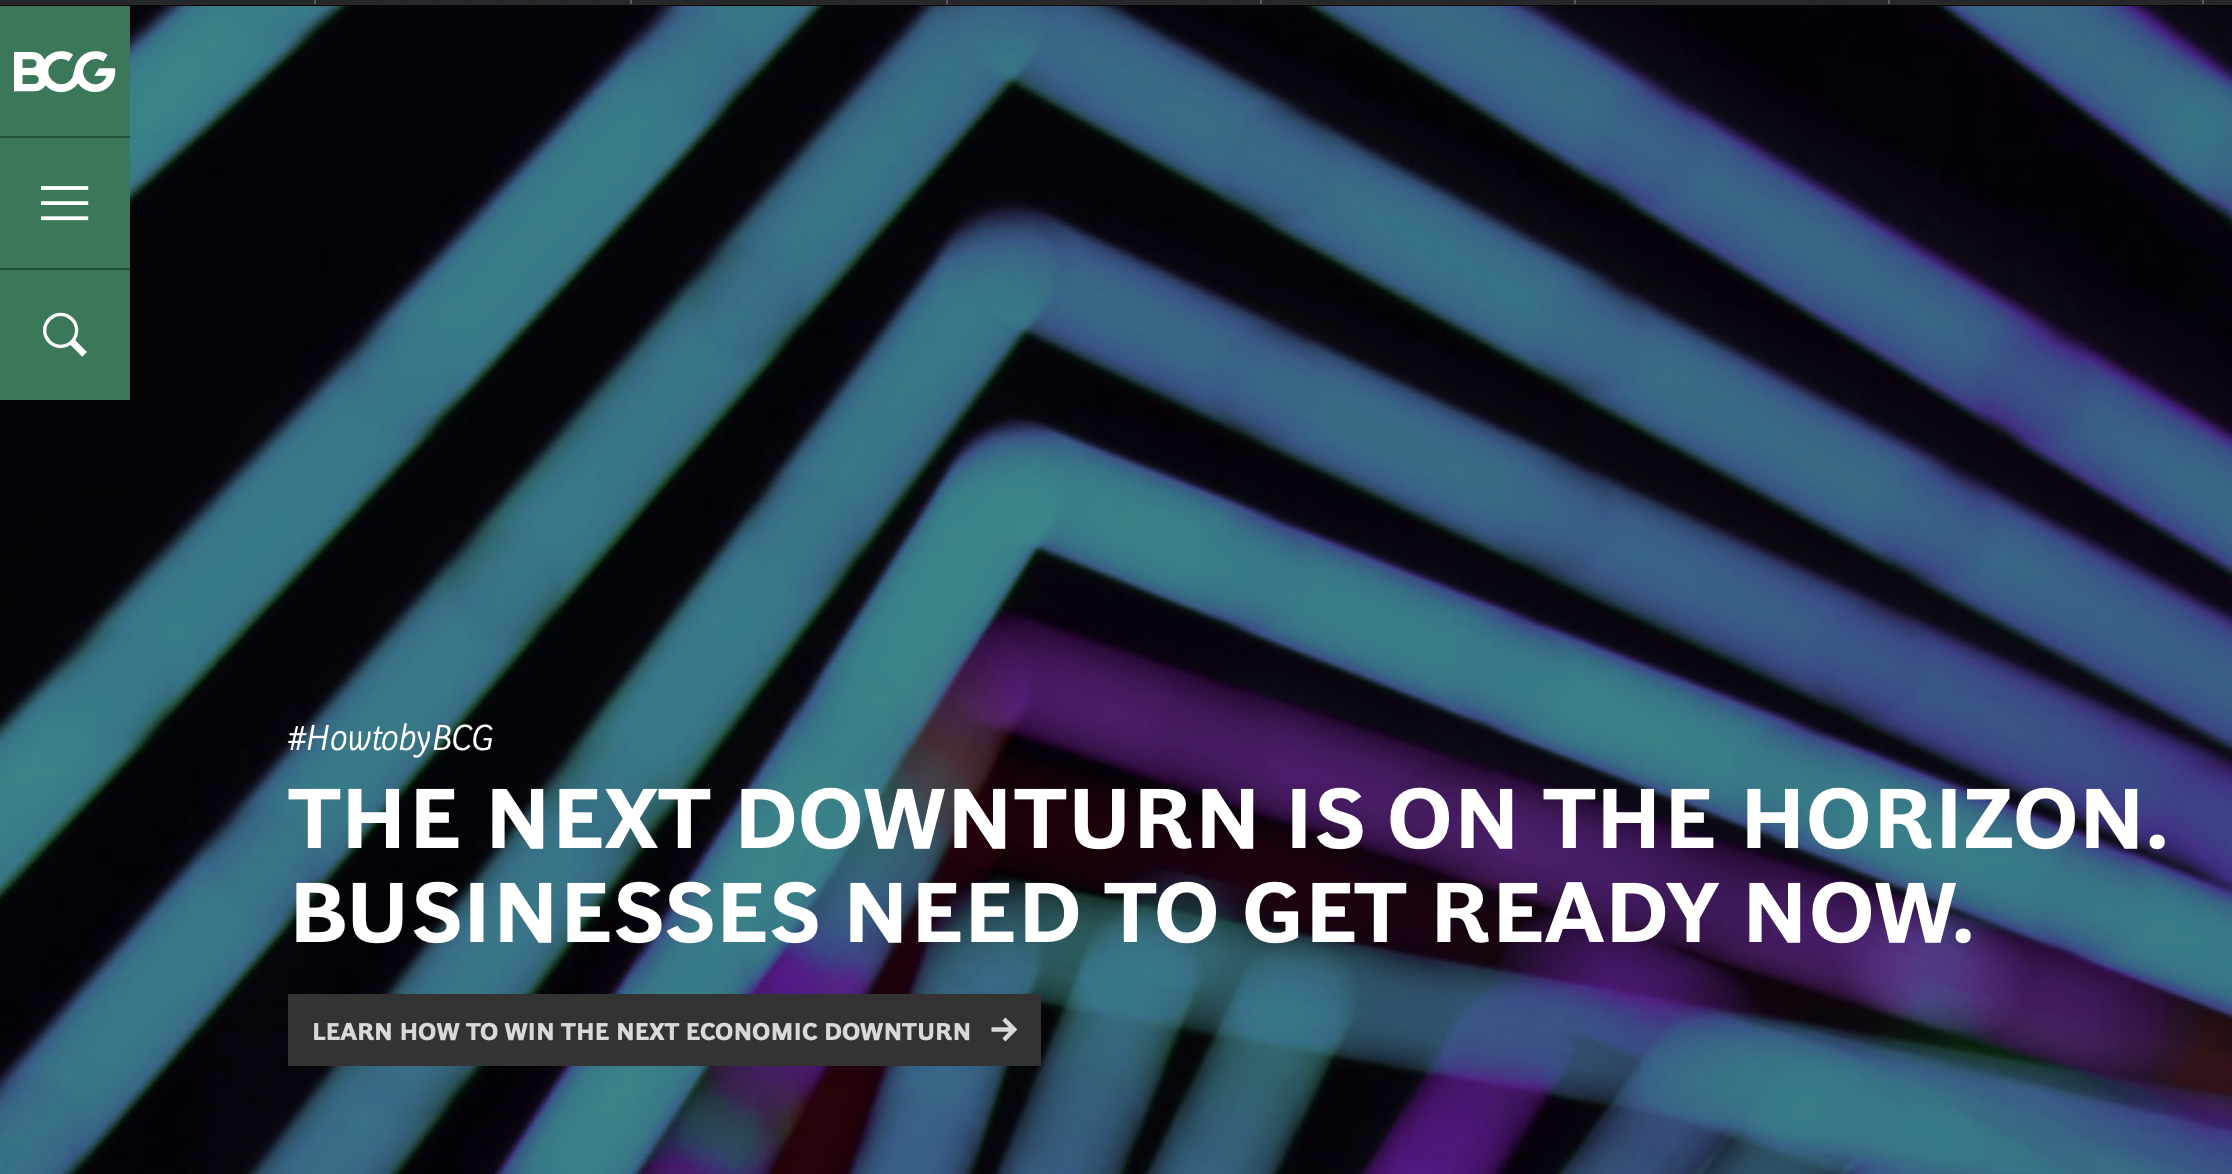 BCG
#HowtobyBCG
THE NEXT DOWNTURN IS ON THE HORIZON.
BUSINESSES NEED TO GET READY NOW.
LEARN HOW TO WIN THE NEXT ECONOMIC DOWNTURN